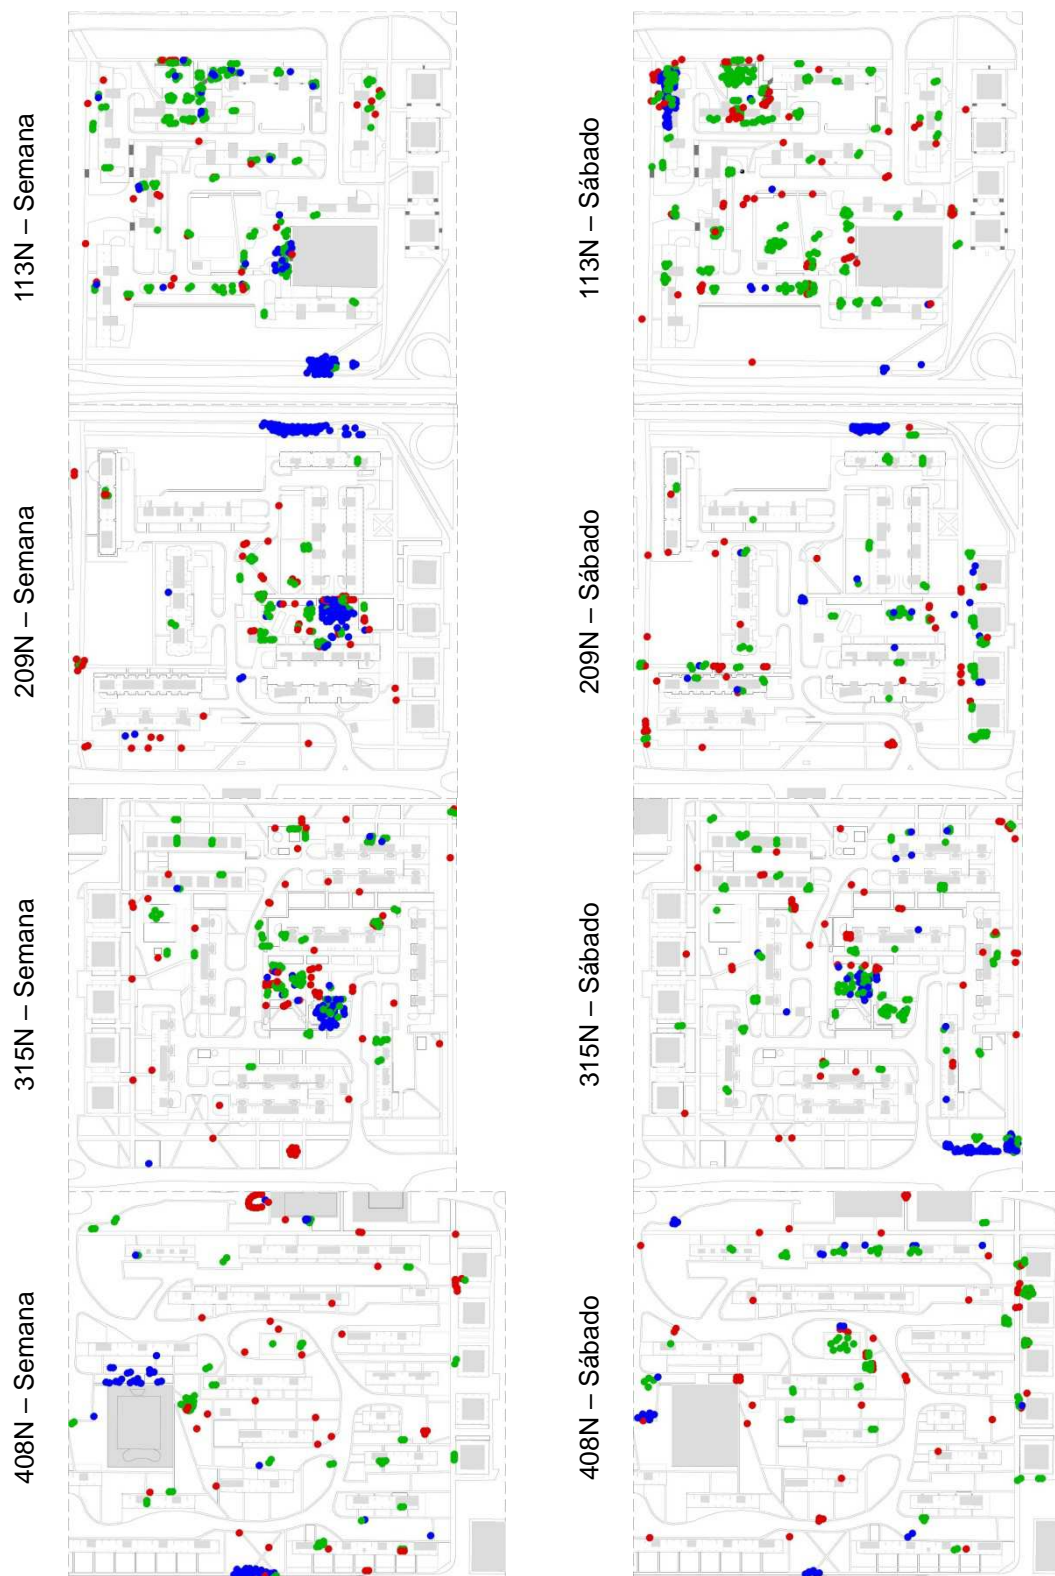 113N – Semana
113N – Sábado
209N – Semana
209N – Sábado
315N – Semana
315N – Sábado
408N – Semana
408N – Sábado